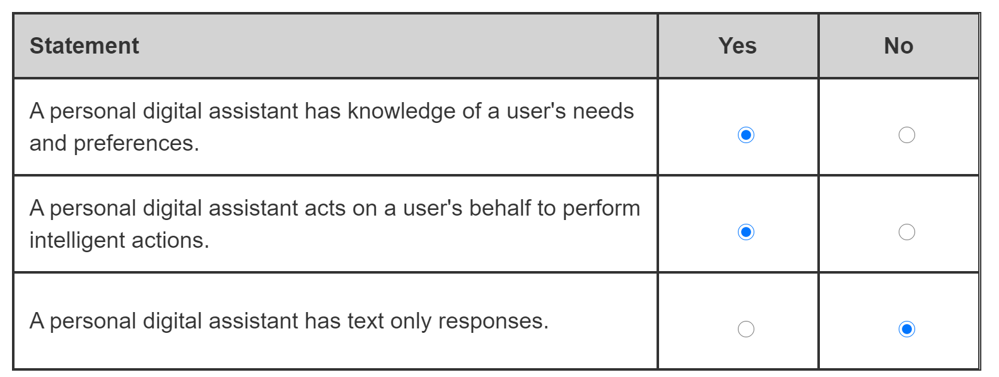 Statement Yes No
A personal digital assistant has knowledge of a user's needs
and preferences.
A personal digital assistant acts on a user's behalf to perform
intelligent actions.
A personal digital assistant has text only responses.